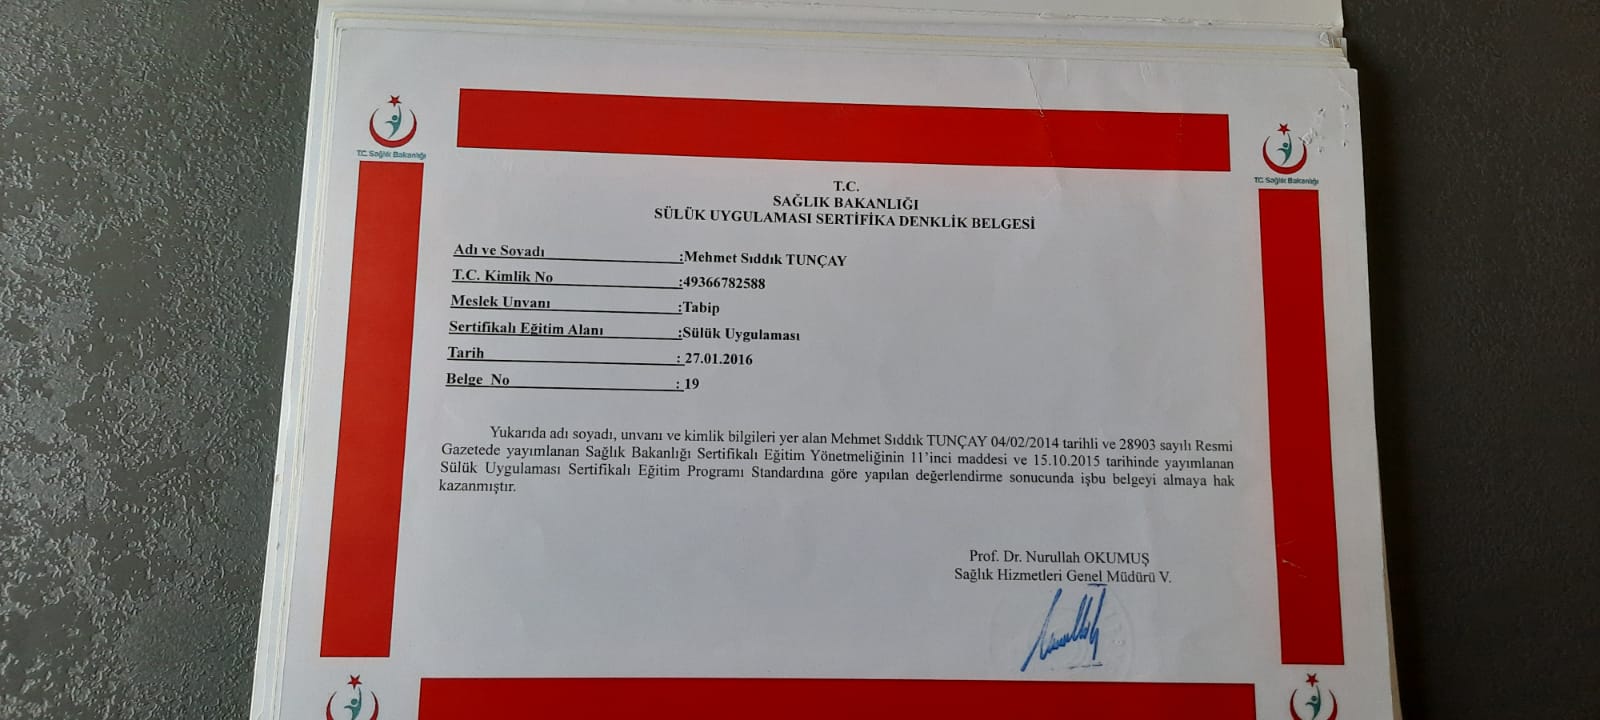 T.C. Sağlık Bakanlığı
T.C. Sağlık Bakanlığı
T.C.
SAĞLIK BAKANLIĞI
SÜLÜK UYGULAMASI SERTİFİKA DENKLİK BELGESİ
Adı ve Soyadı :Mehmet Sıddık TUNÇAY
T.C. Kimlik No :49366782588
Meslek Unvanı :Tabip
Sertifikalı Eğitim Alanı :Sülük Uygulaması
Tarih : 27.01.2016
Belge No : 19
Yukarıda adı soyadı, unvanı ve kimlik bilgileri yer alan Mehmet Sıddık TUNÇAY 04/02/2014 tarihli ve 28903 sayılı Resmi
Gazetede yayımlanan Sağlık Bakanlığı Sertifikalı Eğitim Yönetmeliğinin 11'inci maddesi ve 15.10.2015 tarihinde yayımlanan
Sülük Uygulaması Sertifikalı Eğitim Programı Standardına göre yapılan değerlendirme sonucunda işbu belgeyi almaya hak
kazanmıştır.
Prof. Dr. Nurullah OKUMUŞ
Sağlık Hizmetleri Genel Müdürü V.